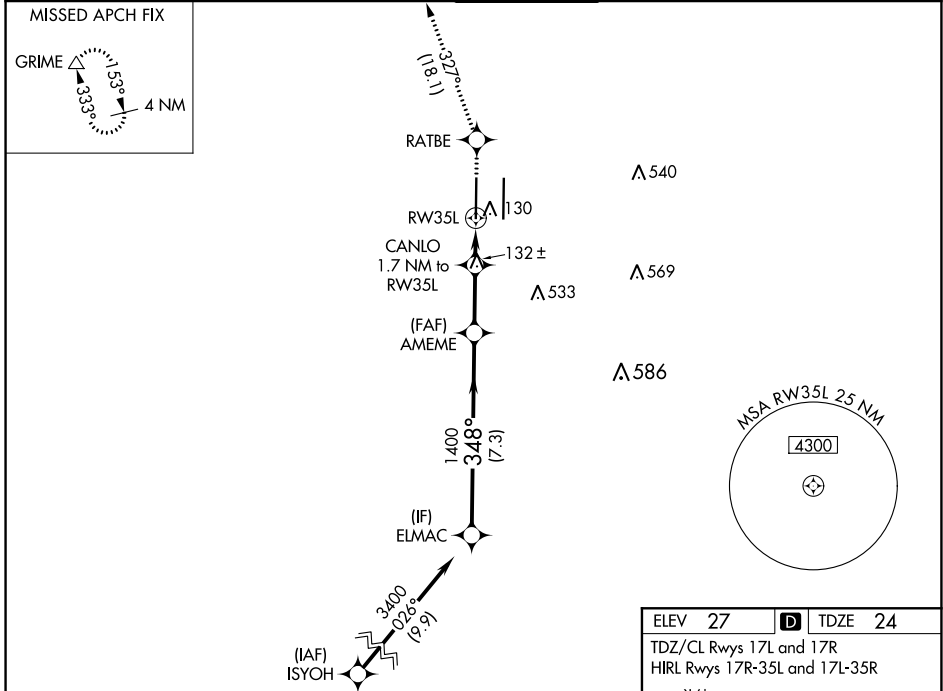 MISSED APCH FIX
GRIME
153°
333°
4 NM
327°
(18.1)
RATBE
540
RW35L
130
CANLO
1.7 NM to
RW35L
132 ±
569
533
(FAF)
AMEME
586
MSA RW35L 25 NM
4300
1400
348°
(7.3)
(IF)
ELMAC
3400
026°
(9.9)
(IAF)
ISYOH
ELEV 27 D TDZE 24
TDZ/CL Rwys 17L and 17R
HIRL Rwys 17R-35L and 17L-35R